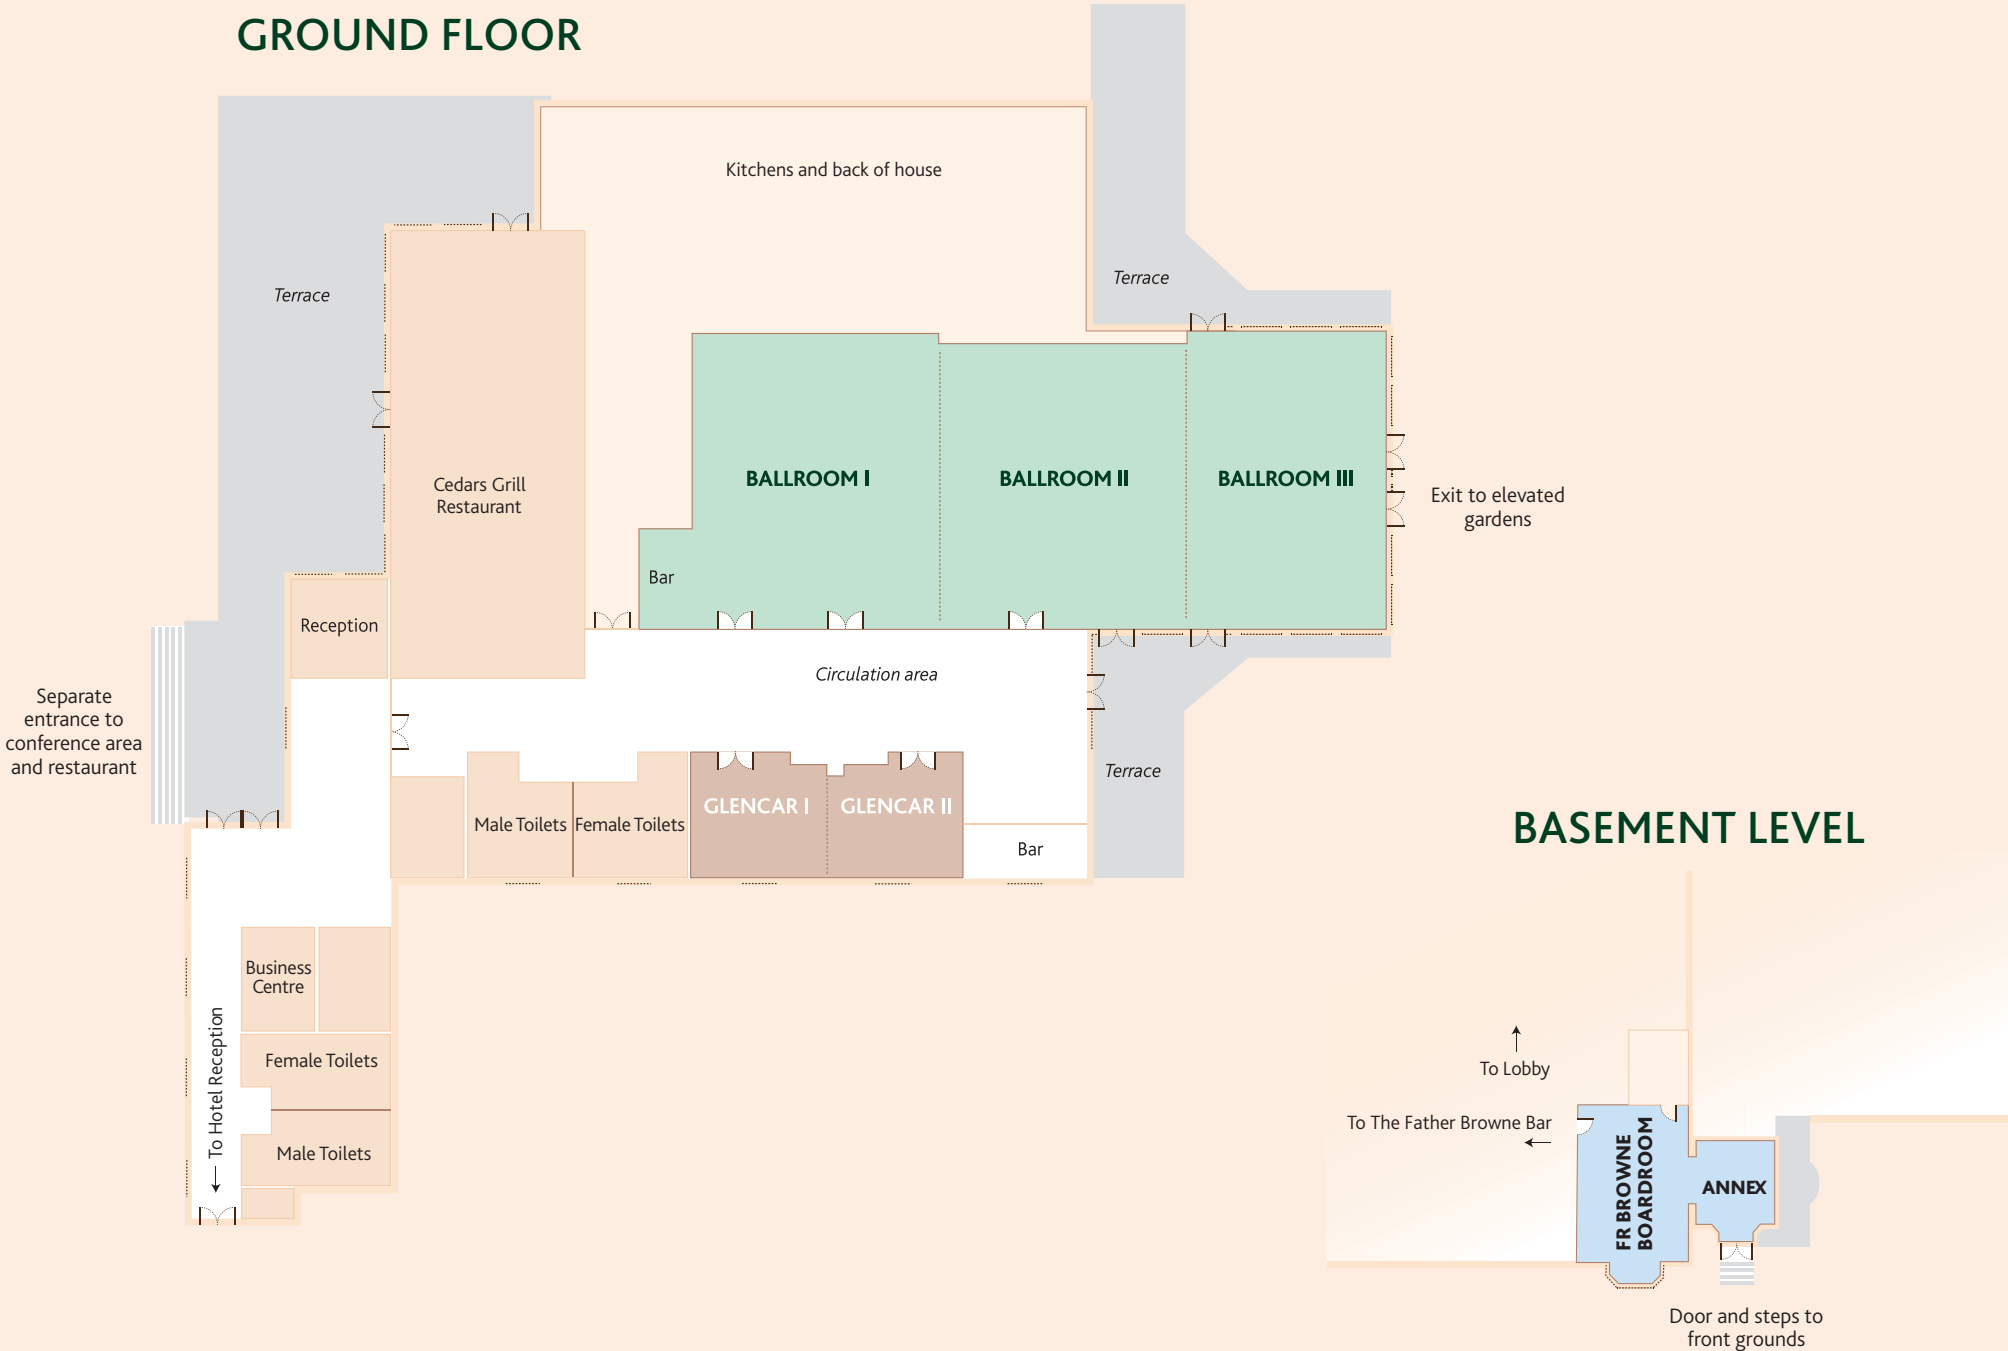 GROUND FLOOR
Kitchens and back of house
Terrace
Terrace
Cedars Grill
Restaurant
BALLROOM I
BALLROOM II
BALLROOM III
Exit to elevated
gardens
Bar
Reception
Circulation area
Separate
entrance to
conference area
and restaurant
Terrace
Male Toilets
Female Toilets
GLENCAR I
GLENCAR II
Bar
Business
Centre
To Hotel Reception
Female Toilets
Male Toilets
BASEMENT LEVEL
To Lobby
To The Father Browne Bar
FR BROWNE
BOARDROOM
ANNEX
Door and steps to
front grounds